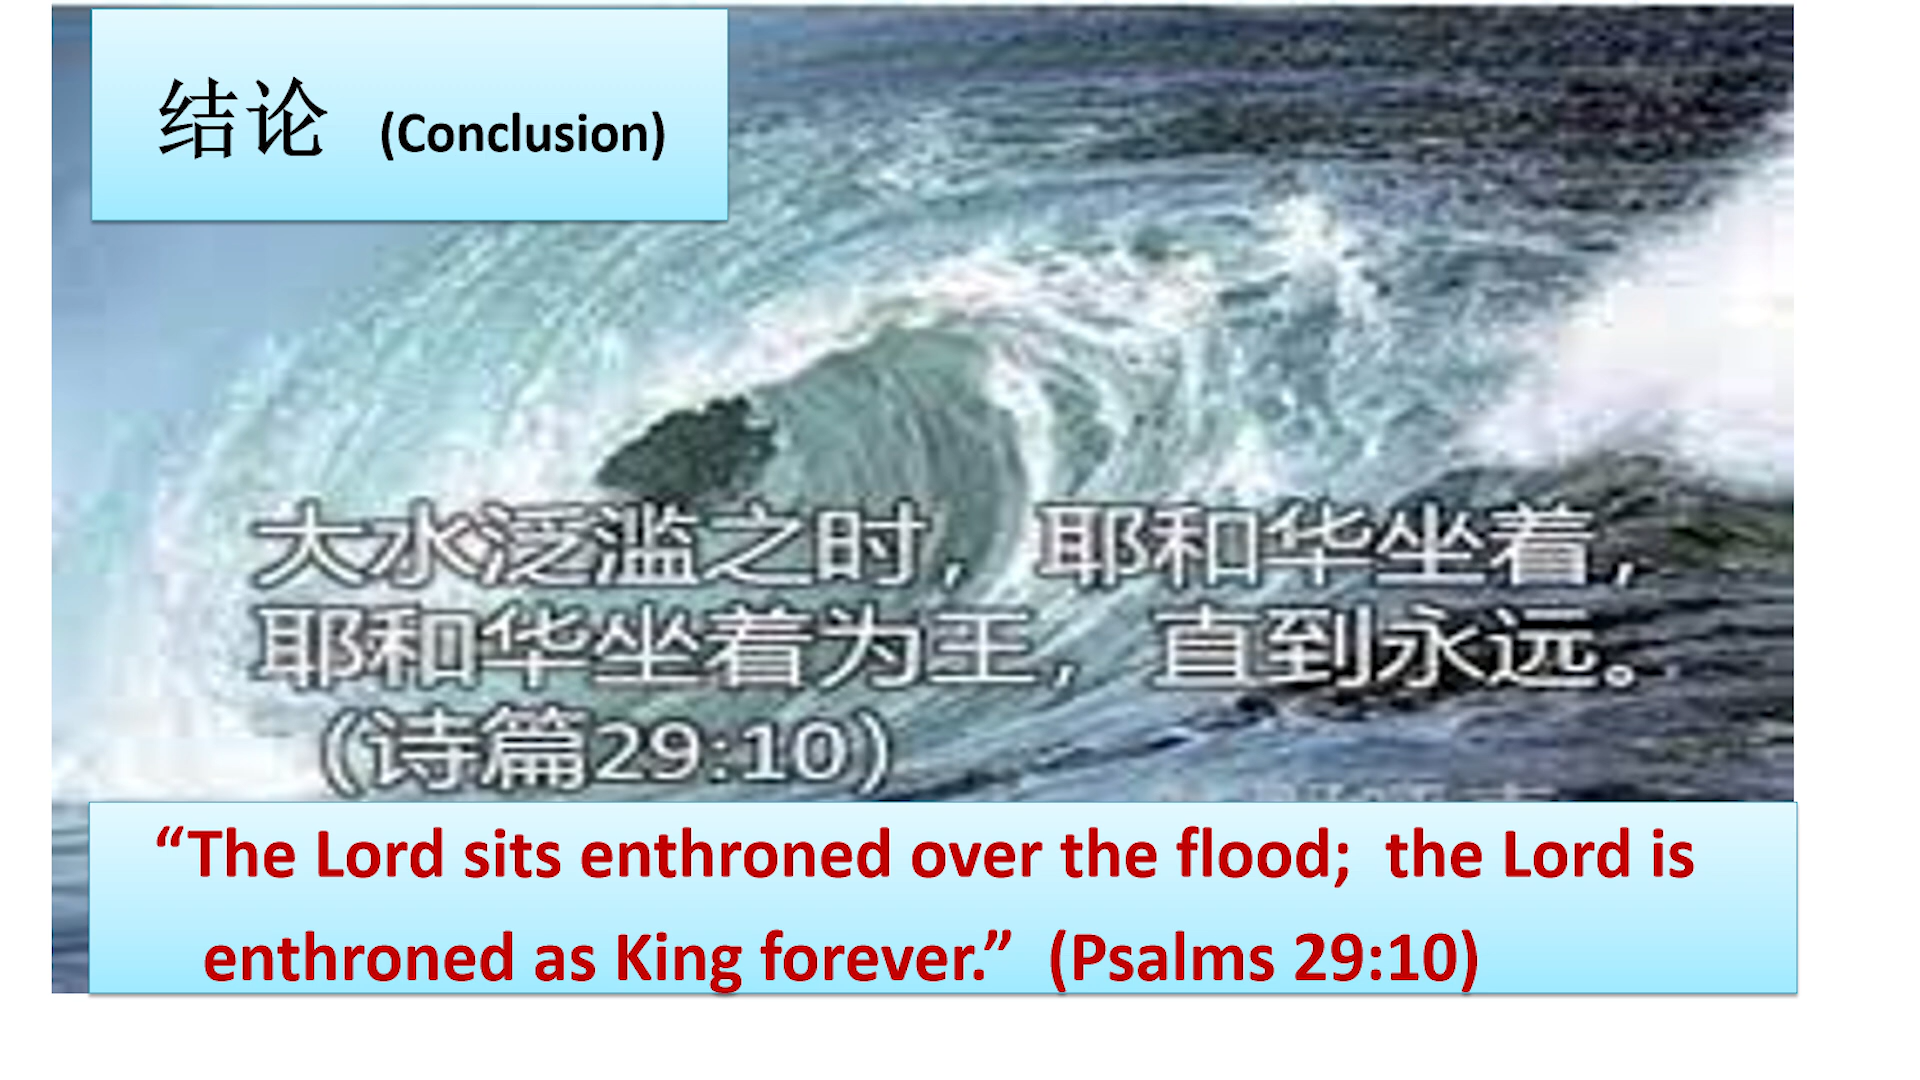 结论 (Conclusion)
大水泛滥之时，耶和华坐着，
耶和华坐着为王，直到永远。
（诗篇29:10）
“The Lord sits enthroned over the flood; the Lord is
enthroned as King forever.” (Psalms 29:10)